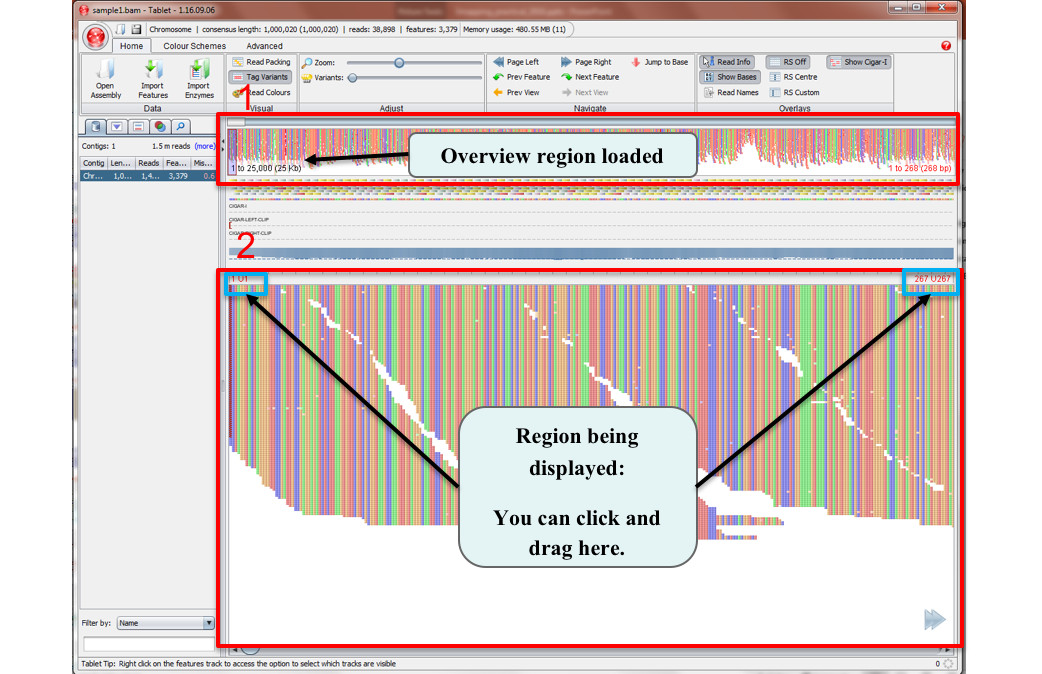 sample1.bam - Tablet - 1.16.09.06
Chromosome | consensus length: 1,000,020 (1,000,020) | reads: 38,898 | features: 3,379 Memory usage: 480.55 MB (11)
Home Colour Schemes Advanced
Open Assembly
Import Features
Import Enzymes
Data
Read Packing
Tag Variants
Read Colours
Visual
Zoom:
Variants:
Adjust
Page Left Page Right Jump to Base
Prev Feature Next Feature
Prev View Next View
Navigate
Read Info RS Off Show Cigar-I
Show Bases RS Centre
Read Names RS Custom
Overlays
1
Contigs: 1 1.5 m reads (more)
Contig Len... Reads Fea... Mis...
Chr... 1,0... 1,4... 3,379 0.6
Overview region loaded
1 to 25,000 (25 Kb)
1 to 268 (268 bp)
CIGAR-I
CIGAR-LEFT-CLIP
CIGAR-RIGHT-CLIP
2
1 U1
267 U267
Region being
displayed:
You can click and
drag here.
Filter by: Name
Tablet Tip: Right click on the features track to access the option to select which tracks are visible
0